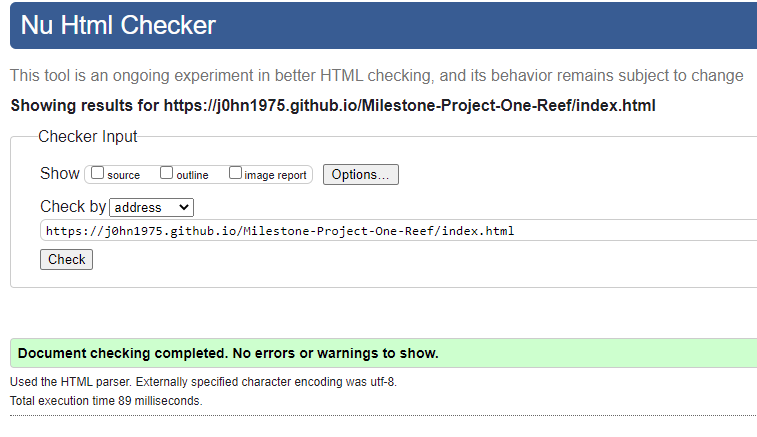 Nu Html Checker
This tool is an ongoing experiment in better HTML checking, and its behavior remains subject to change
Showing results for https://j0hn1975.github.io/Milestone-Project-One-Reef/index.html
Checker Input
Show source outline image report Options...
Check by address
https://j0hn1975.github.io/Milestone-Project-One-Reef/index.html
Check
Document checking completed. No errors or warnings to show.
Used the HTML parser. Externally specified character encoding was utf-8.
Total execution time 89 milliseconds.